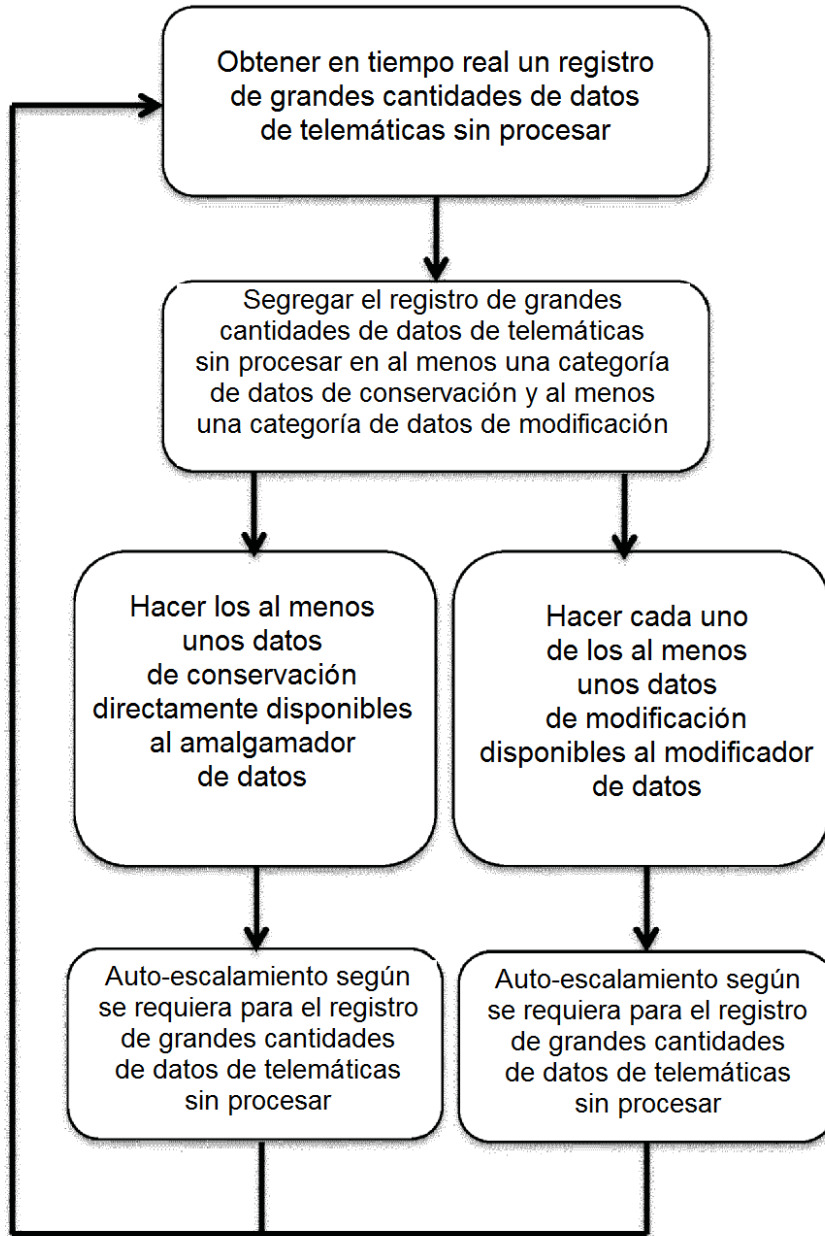 Obtener en tiempo real un registro
de grandes cantidades de datos
de telemáticas sin procesar
Segregar el registro de grandes
cantidades de datos de telemáticas
sin procesar en al menos una categoría
de datos de conservación y al menos
una categoría de datos de modificación
Hacer los al menos
unos datos
de conservación
directamente disponibles
al amalgamador
de datos
Hacer cada uno
de los al menos
unos datos
de modificación
disponibles al modificador
de datos
Auto-escalamiento según
se requiera para el registro
de grandes cantidades
de datos de telemáticas
sin procesar
Auto-escalamiento según
se requiera para el registro
de grandes cantidades
de datos de telemáticas
sin procesar